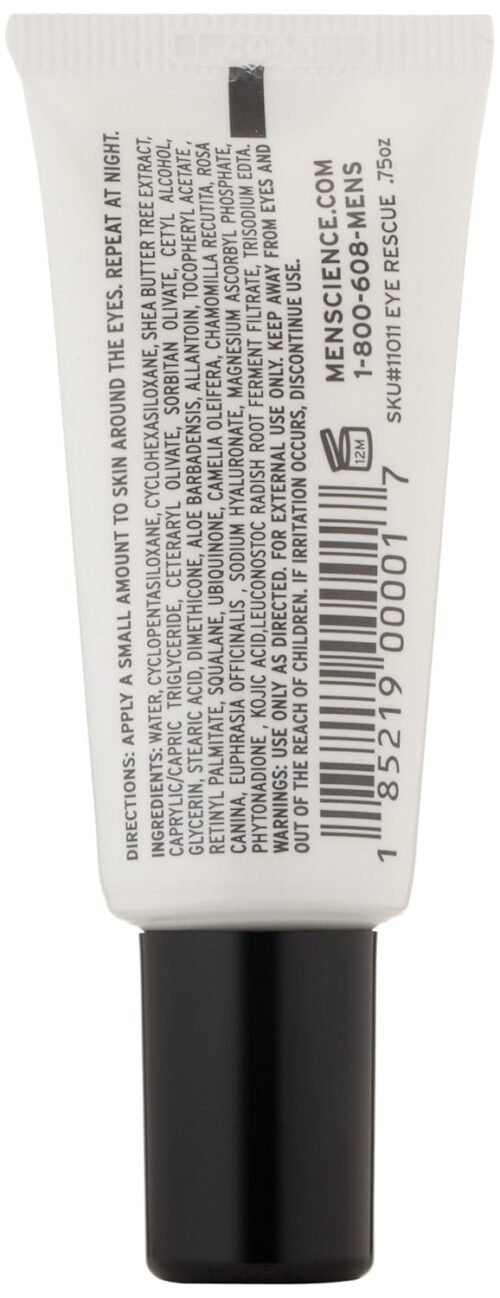 DIRECTIONS: APPLY A SMALL AMOUNT TO SKIN AROUND THE EYES. REPEAT AT NIGHT.
INGREDIENTS: WATER, CYCLOPENTASILOXANE, CYCLOHEXASILOXANE, SHEA BUTTER TREE EXTRACT,
CAPRYLIC/CAPRIC TRIGLYCERIDE, CETERARYL OLIVATE, SORBITAN OLIVATE, CETYL ALCOHOL,
GLYCERIN, STEARIC ACID, DIMETHICONE, ALOE BARBADENSIS, ALLANTOIN, TOCOPHERYL ACETATE,
RETINYL PALMITATE, SQUALANE, UBIQUINONE, CAMELIA OLEIFERA, CHAMOMILLA RECUTITA, ROSA
CANINA, EUPHRASIA OFFICINALIS , SODIUM HYALURONATE, MAGNESIUM ASCORBYL PHOSPHATE,
PHYTONADIONE , KOJIC ACID,LEUCONOSTOC RADISH ROOT FERMENT FILTRATE, TRISODIUM EDTA.
WARNINGS: USE ONLY AS DIRECTED. FOR EXTERNAL USE ONLY. KEEP AWAY FROM EYES AND
OUT OF THE REACH OF CHILDREN. IF IRRITATION OCCURS, DISCONTINUE USE.
MENSCIENCE.COM
1-800-608-MENS
SKU#11011 EYE RESCUE .75oz
12M
1 85219 00001 7